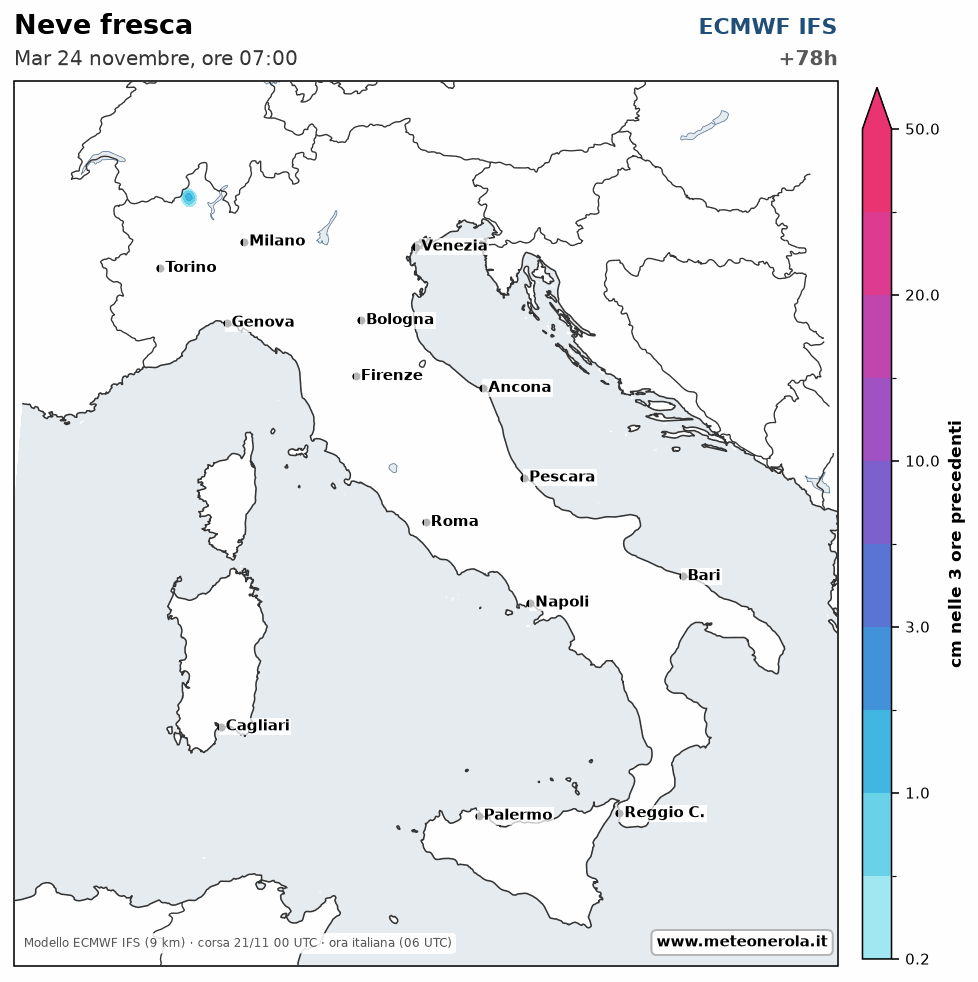 Neve fresca
ECMWF IFS
Mar 24 novembre, ore 07:00
+78h
Milano
Venezia
Torino
Genova
Bologna
Firenze
Ancona
Pescara
Roma
Bari
Napoli
Cagliari
Palermo
Reggio C.
50.0
20.0
10.0
3.0
1.0
0.2
cm nelle 3 ore precedenti
Modello ECMWF IFS (9 km) · corsa 21/11 00 UTC · ora italiana (06 UTC)
www.meteonerola.it